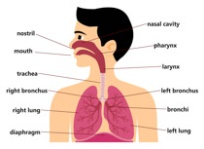 nasal cavity
nostril
mouth
pharynx
larynx
trachea
right bronchus
left bronchus
right lung
bronchi
diaphragm
left lung